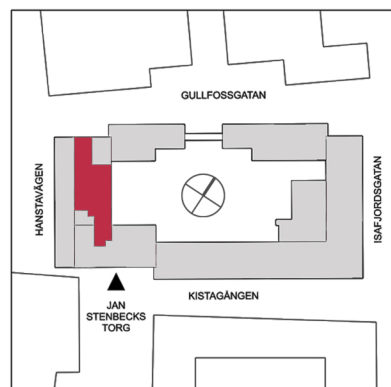 GULLFOSSGATAN
HANSTAVÄGEN
ISAFJORDSGATAN
KISTAGÅNGEN
JAN
STENBECKS
TORG